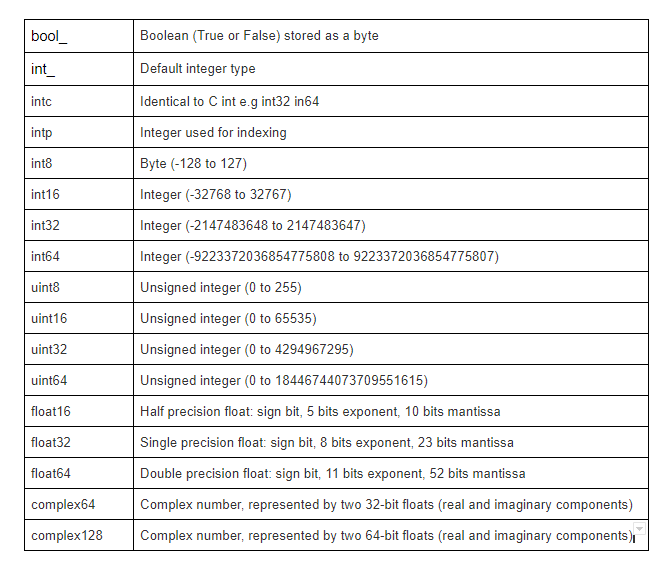 bool_ Boolean (True or False) stored as a byte
int_ Default integer type
intc Identical to C int e.g int32 in64
intp Integer used for indexing
int8 Byte (-128 to 127)
int16 Integer (-32768 to 32767)
int32 Integer (-2147483648 to 2147483647)
int64 Integer (-9223372036854775808 to 9223372036854775807)
uint8 Unsigned integer (0 to 255)
uint16 Unsigned integer (0 to 65535)
uint32 Unsigned integer (0 to 4294967295)
uint64 Unsigned integer (0 to 18446744073709551615)
float16 Half precision float: sign bit, 5 bits exponent, 10 bits mantissa
float32 Single precision float: sign bit, 8 bits exponent, 23 bits mantissa
float64 Double precision float: sign bit, 11 bits exponent, 52 bits mantissa
complex64 Complex number, represented by two 32-bit floats (real and imaginary components)
complex128 Complex number, represented by two 64-bit floats (real and imaginary components)